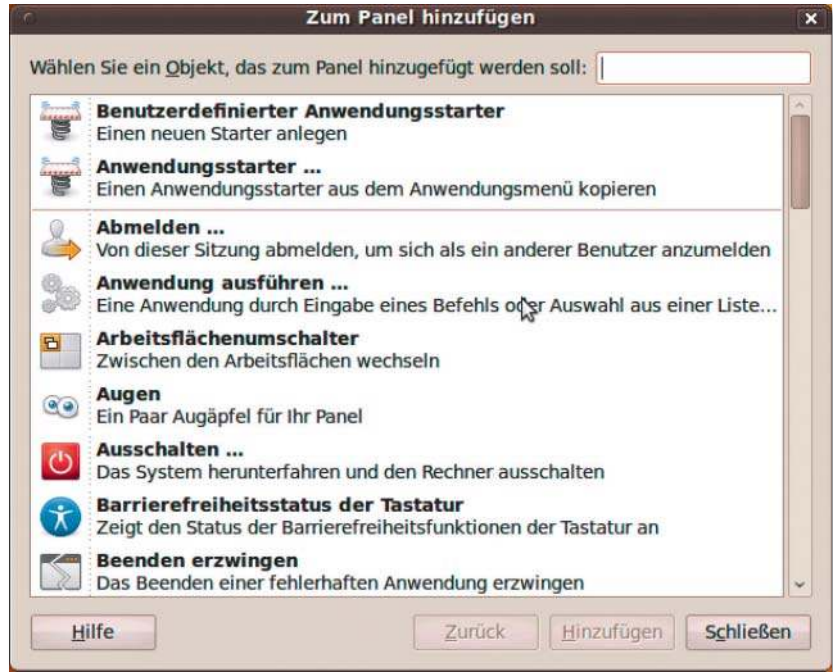 Zum Panel hinzufügen
Wählen Sie ein Objekt, das zum Panel hinzugefügt werden soll:
Benutzerdefinierter Anwendungsstarter
Einen neuen Starter anlegen
Anwendungsstarter ...
Einen Anwendungsstarter aus dem Anwendungsmenü kopieren
Abmelden ...
Von dieser Sitzung abmelden, um sich als ein anderer Benutzer anzumelden
Anwendung ausführen ...
Eine Anwendung durch Eingabe eines Befehls oder Auswahl aus einer Liste...
Arbeitsflächenumschalter
Zwischen den Arbeitsflächen wechseln
Augen
Ein Paar Augäpfel für Ihr Panel
Ausschalten ...
Das System herunterfahren und den Rechner ausschalten
Barrierefreiheitsstatus der Tastatur
Zeigt den Status der Barrierefreiheitsfunktionen der Tastatur an
Beenden erzwingen
Das Beenden einer fehlerhaften Anwendung erzwingen
Hilfe Zurück Hinzufügen Schließen